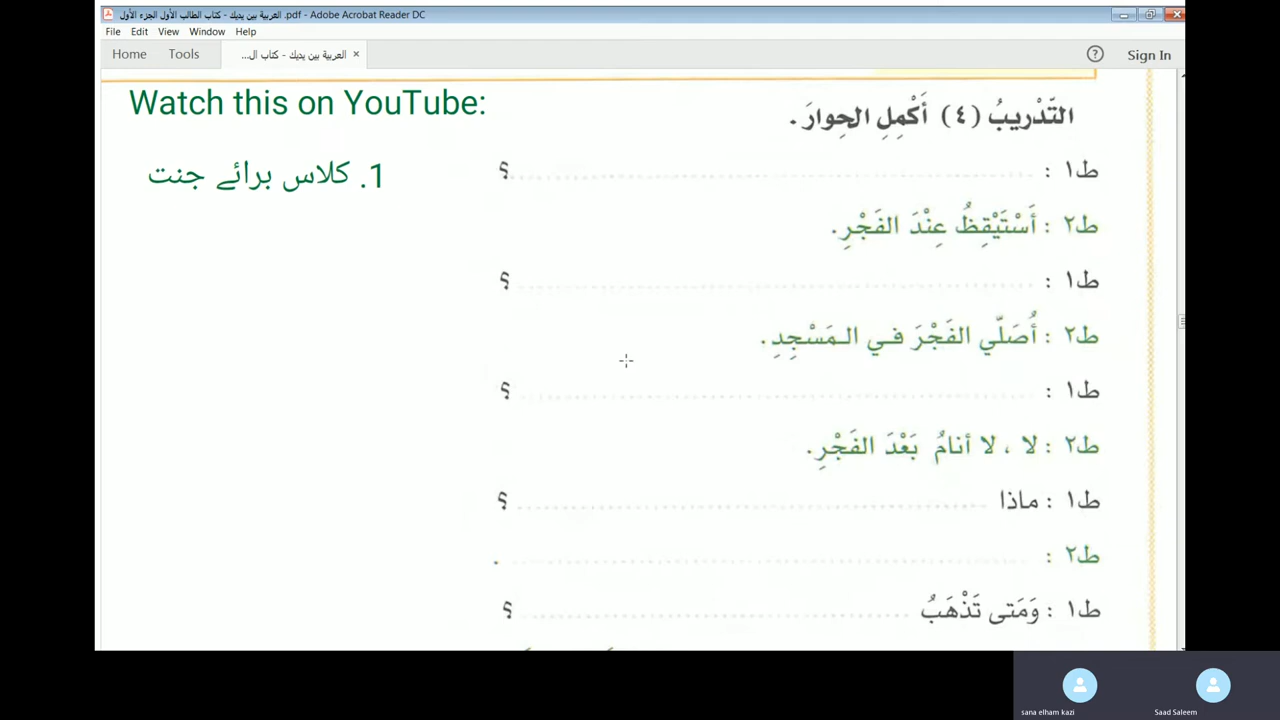 العربية بين يديك - كتاب الطالب الأول الجزء الأول .pdf - Adobe Acrobat Reader DC
File Edit View Window Help
Home Tools العربية بين يديك - كتاب ال... × ? Sign In
Watch this on YouTube:
1. کلاس برائے جنت
التَّدْرِيبُ (٤) أَكْمِلِ الحِوارَ .
ط١ : ........................ ؟
ط٢ : أَسْتَيْقِظُ عِنْدَ الفَجْرِ.
ط١ : ........................ ؟
ط٢ : أُصَلّي الفَجْرَ في المَسْجِدِ .
ط١ : ........................ ؟
ط٢ : لا ، لا أنامُ بَعْدَ الفَجْرِ.
ط١ : ماذا ........................ ؟
ط٢ : ........................ .
ط١ : وَمَتى تَذْهَبُ ........................ ؟
sana elham kazi
Saad Saleem